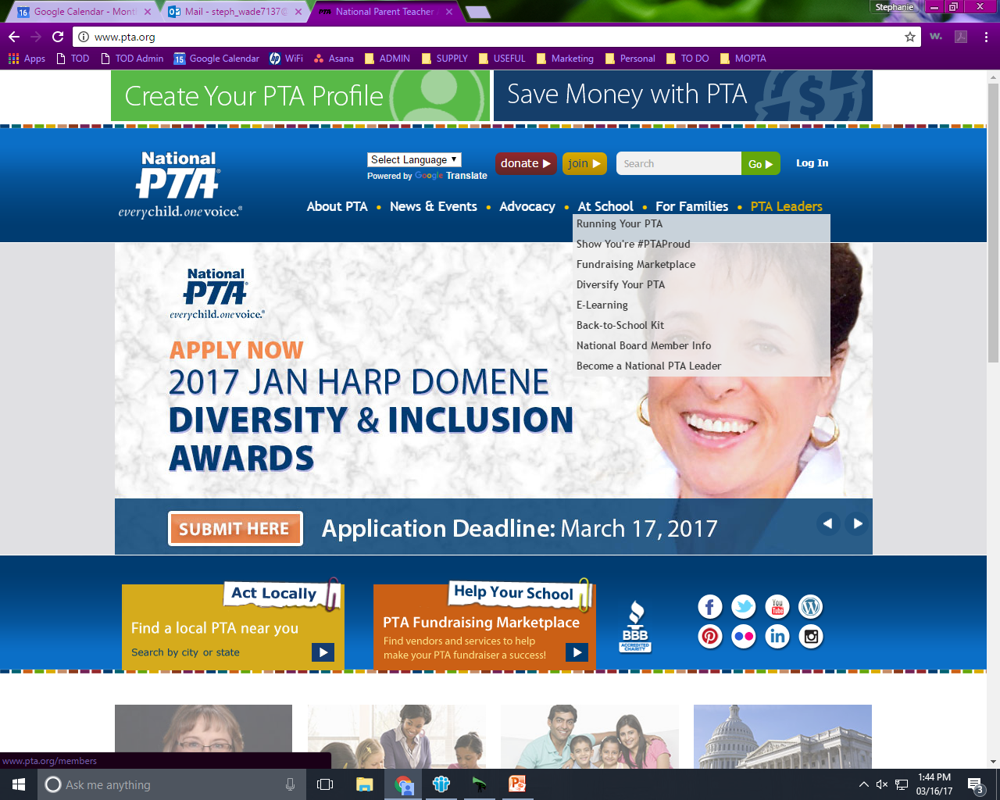 Google Calendar - Mont
Mail - steph_wade7137@
National Parent Teacher
Stephanie
www.pta.org
Apps
TOD
TOD Admin
Google Calendar
WiFi
Asana
ADMIN
SUPPLY
USEFUL
Marketing
Personal
TO DO
MOPTA
Create Your PTA Profile
Save Money with PTA
National
PTA®
everychild.onevoice.®
Select Language
Powered by Google Translate
donate
join
Search
Go
Log In
About PTA • News & Events • Advocacy • At School • For Families • PTA Leaders
Running Your PTA
Show You're #PTAProud
Fundraising Marketplace
Diversify Your PTA
E-Learning
Back-to-School Kit
National Board Member Info
Become a National PTA Leader
National
PTA®
everychild.onevoice.®
APPLY NOW
2017 JAN HARP DOMENE
DIVERSITY & INCLUSION
AWARDS
SUBMIT HERE
Application Deadline: March 17, 2017
Act Locally
Find a local PTA near you
Search by city or state
Help Your School
PTA Fundraising Marketplace
Find vendors and services to help
make your PTA fundraiser a success!
BBB
ACCREDITED
CHARITY
You
Tube
www.pta.org/members
Ask me anything
1:44 PM
03/16/17
3